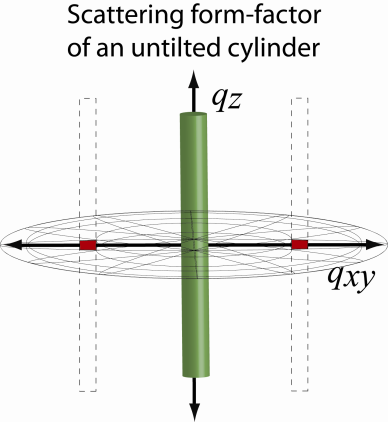 Scattering form-factor
of an untilted cylinder
qz
qxy